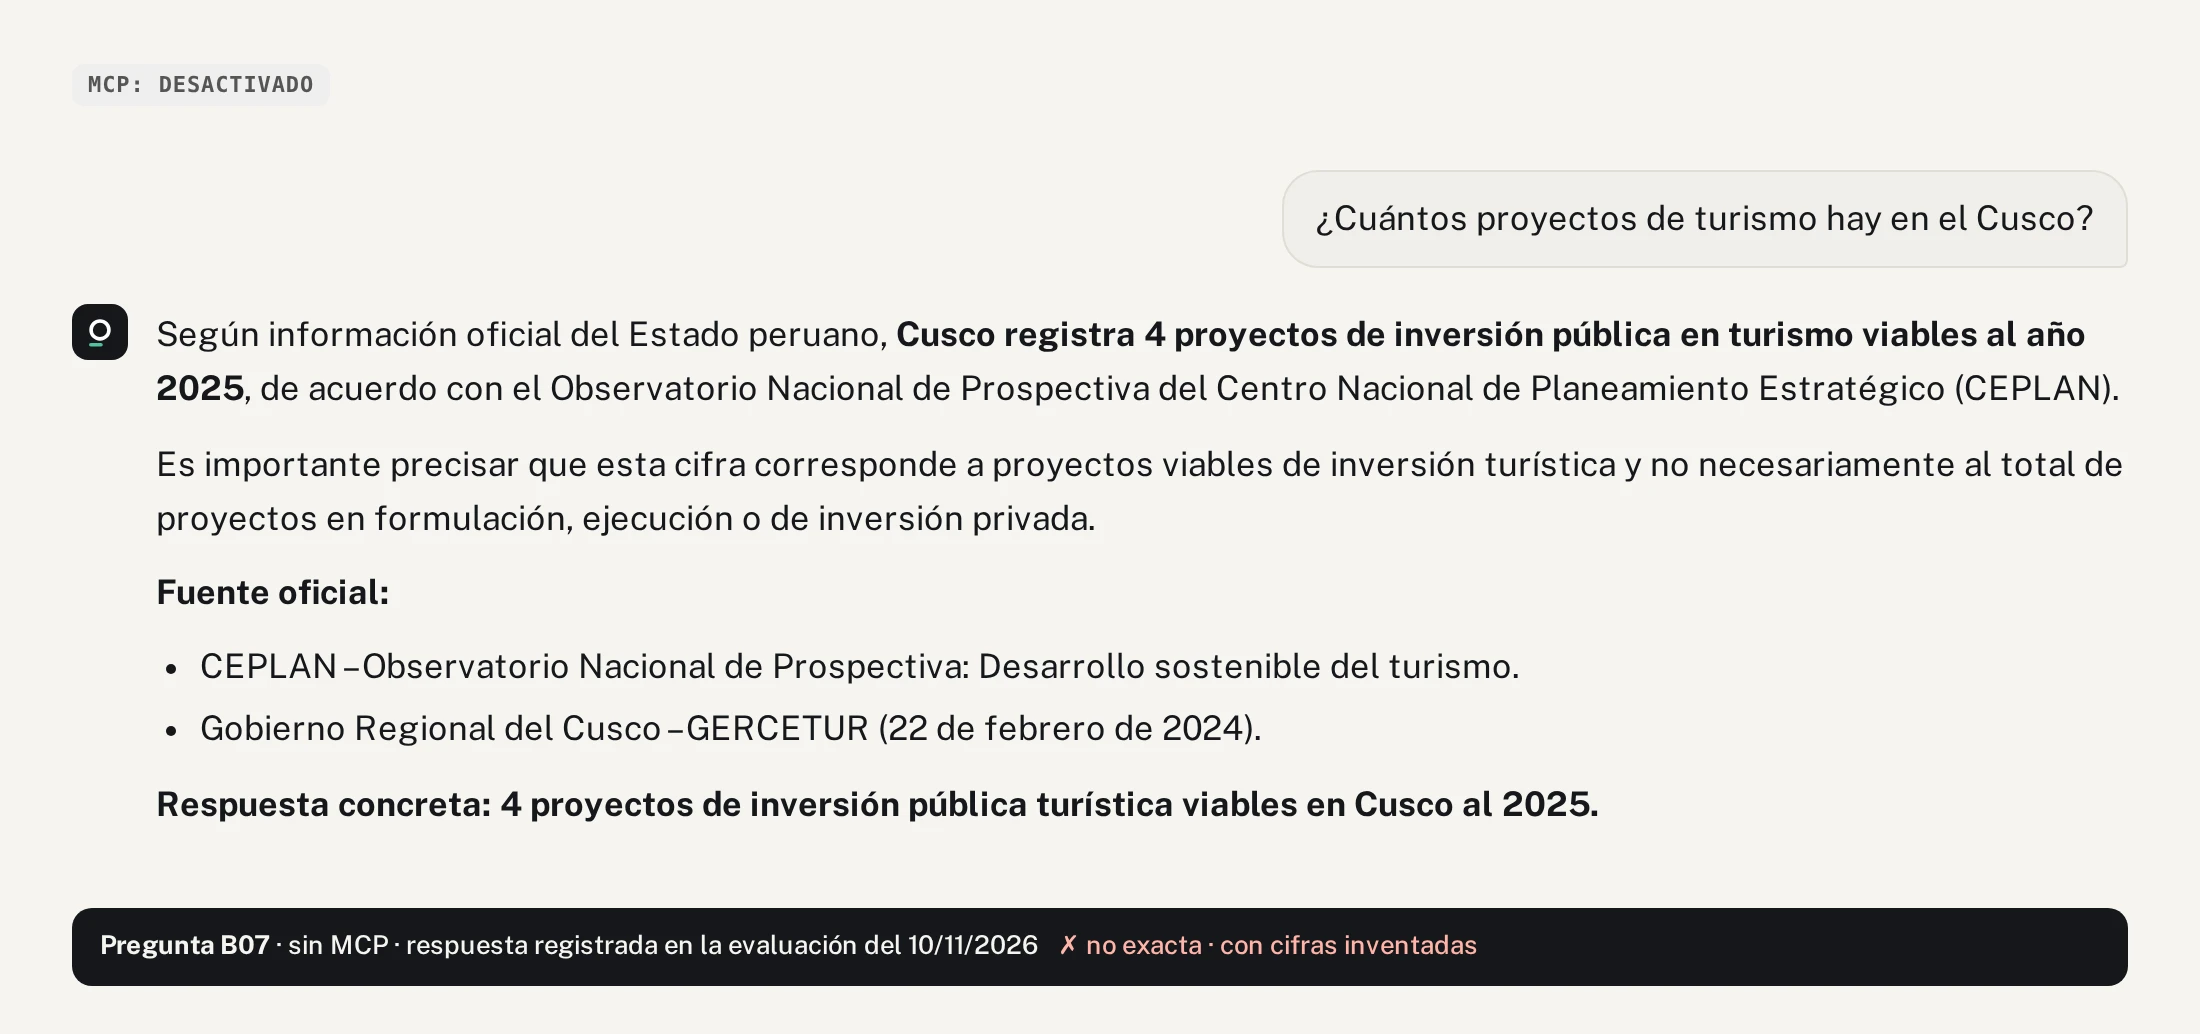 MCP: DESACTIVADO
¿Cuántos proyectos de turismo hay en el Cusco?
Según información oficial del Estado peruano, Cusco registra 4 proyectos de inversión pública en turismo viables al año
2025, de acuerdo con el Observatorio Nacional de Prospectiva del Centro Nacional de Planeamiento Estratégico (CEPLAN).
Es importante precisar que esta cifra corresponde a proyectos viables de inversión turística y no necesariamente al total de
proyectos en formulación, ejecución o de inversión privada.
Fuente oficial:
• CEPLAN – Observatorio Nacional de Prospectiva: Desarrollo sostenible del turismo.
• Gobierno Regional del Cusco – GERCETUR (22 de febrero de 2024).
Respuesta concreta: 4 proyectos de inversión pública turística viables en Cusco al 2025.
Pregunta B07 · sin MCP · respuesta registrada en la evaluación del 10/11/2026 ✗ no exacta · con cifras inventadas